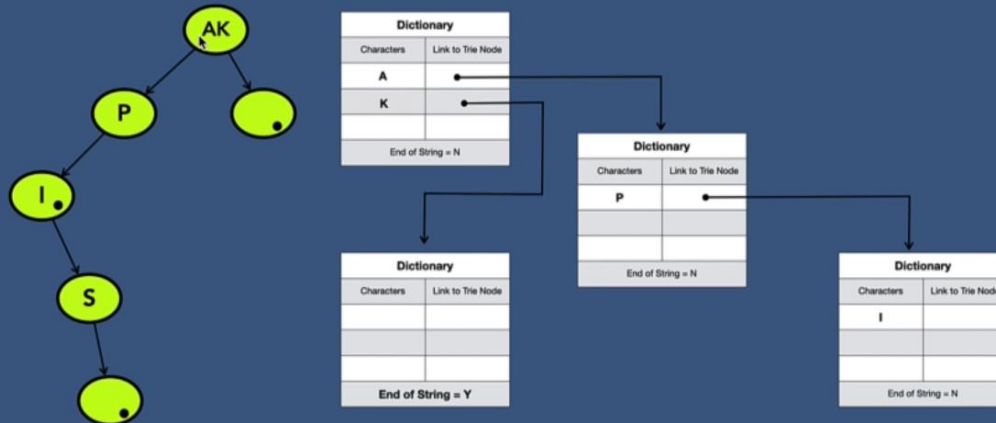 AK
P
I
S
Dictionary
Characters Link to Trie Node
A
K
End of String = N
Dictionary
Characters Link to Trie Node
P
End of String = N
Dictionary
Characters Link to Trie Node
End of String = Y
Dictionary
Characters Link to Trie Node
I
End of String = N